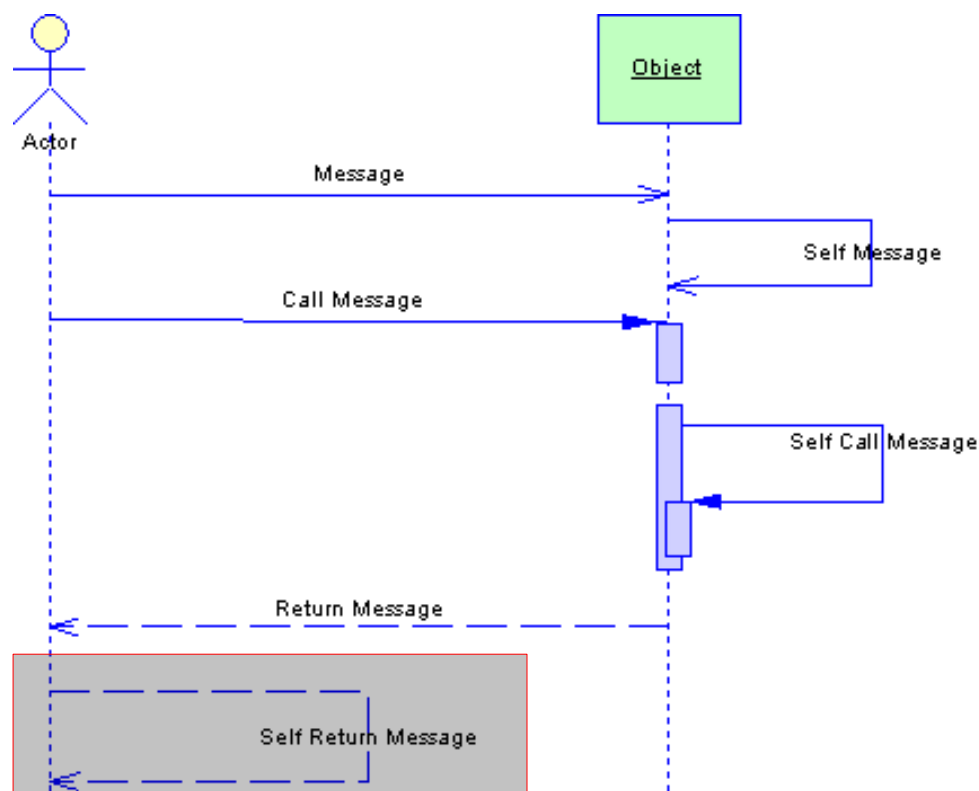 Object
Actor
Message
Self Message
Call Message
Self Call Message
Return Message
Self Return Message